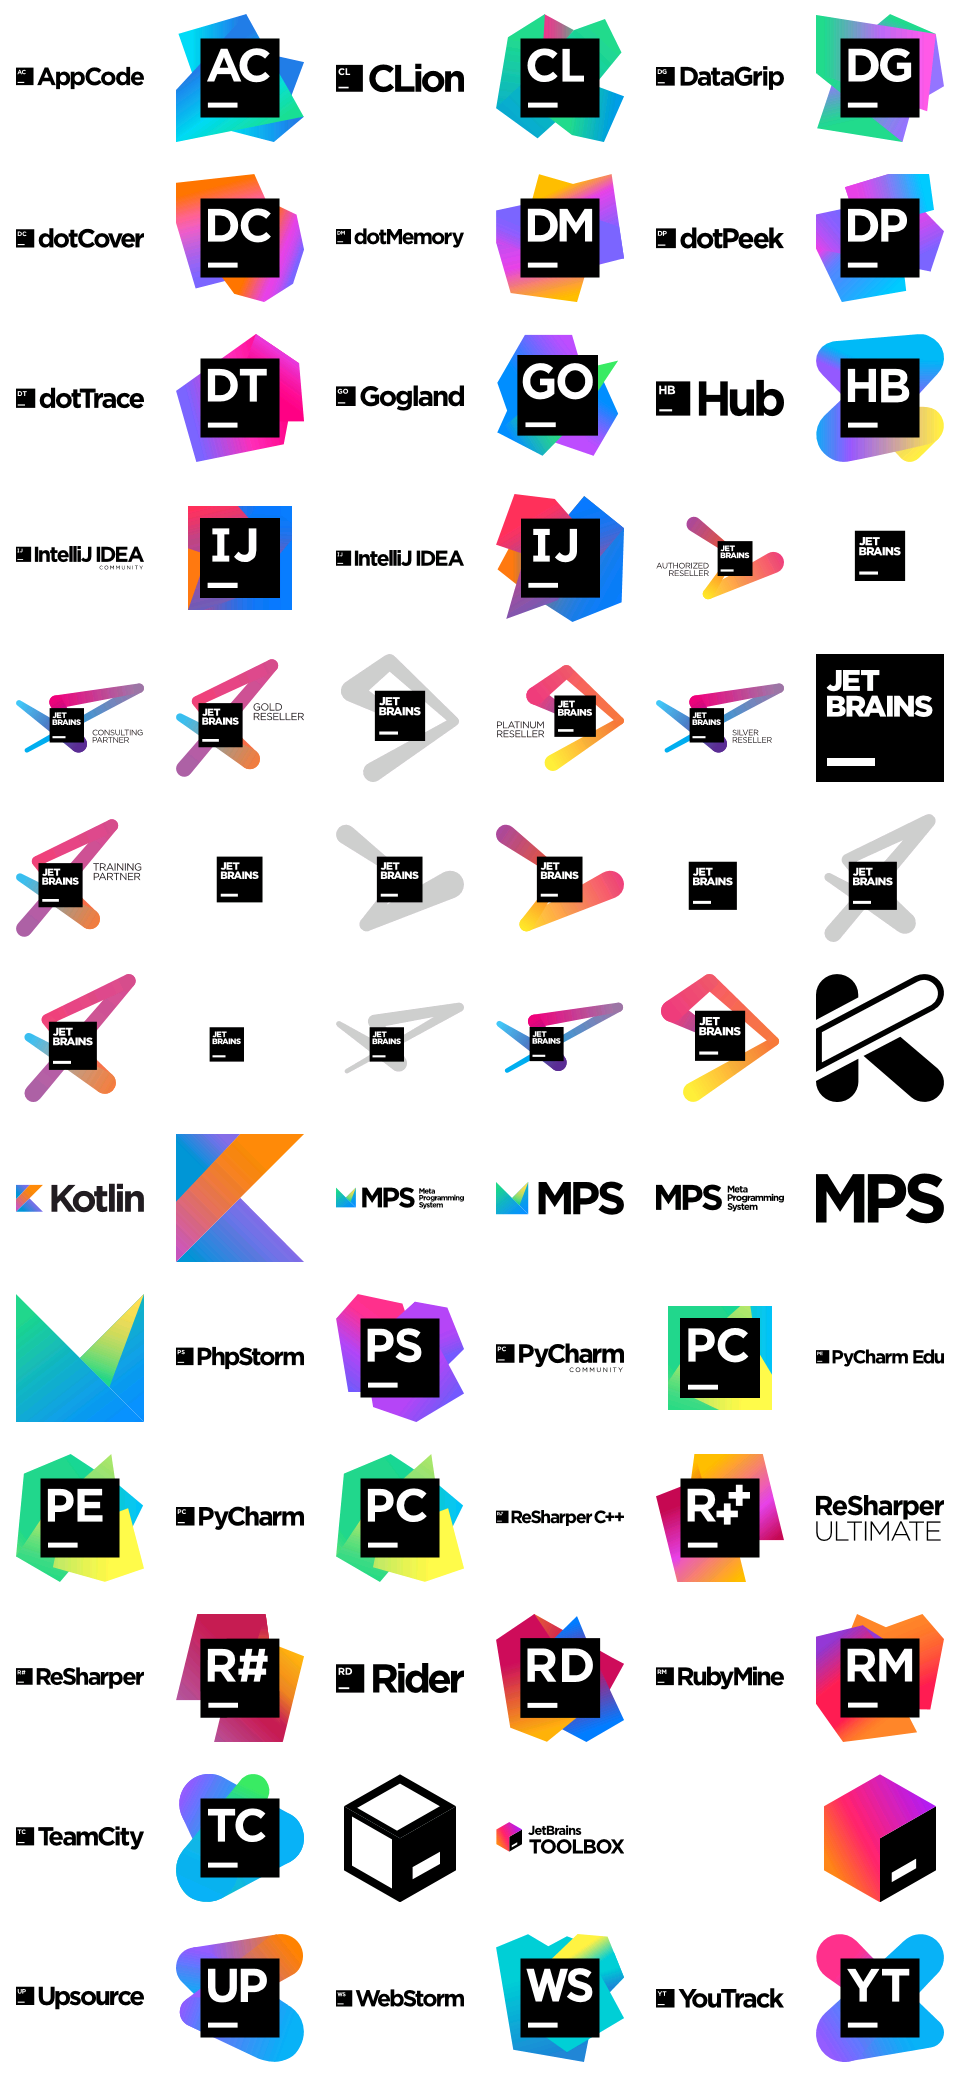 AC AppCode
AC
CL CLion
CL
DG DataGrip
DG
DC dotCover
DC
DM dotMemory
DM
DP dotPeek
DP
DT dotTrace
DT
GO Gogland
GO
HB Hub
HB
IJ IntelliJ IDEA
COMMUNITY
IJ
IJ IntelliJ IDEA
IJ
AUTHORIZED
RESELLER
JET
BRAINS
JET
BRAINS
JET
BRAINS
CONSULTING
PARTNER
JET
BRAINS
GOLD
RESELLER
JET
BRAINS
PLATINUM
RESELLER
JET
BRAINS
JET
BRAINS
SILVER
RESELLER
JET
BRAINS
JET
BRAINS
TRAINING
PARTNER
JET
BRAINS
JET
BRAINS
JET
BRAINS
JET
BRAINS
JET
BRAINS
JET
BRAINS
JET
BRAINS
JET
BRAINS
JET
BRAINS
JET
BRAINS
Kotlin
MPS
Meta
Programming
System
MPS
MPS
Meta
Programming
System
MPS
PS PhpStorm
PS
PC PyCharm
COMMUNITY
PC
PyCharm Edu
PE
PC PyCharm
PC
ReSharper C++
R++
ReSharper
ULTIMATE
R# ReSharper
R#
RD Rider
RD
RM RubyMine
RM
TC TeamCity
TC
JetBrains
TOOLBOX
UP Upsource
UP
WS WebStorm
WS
YT YouTrack
YT